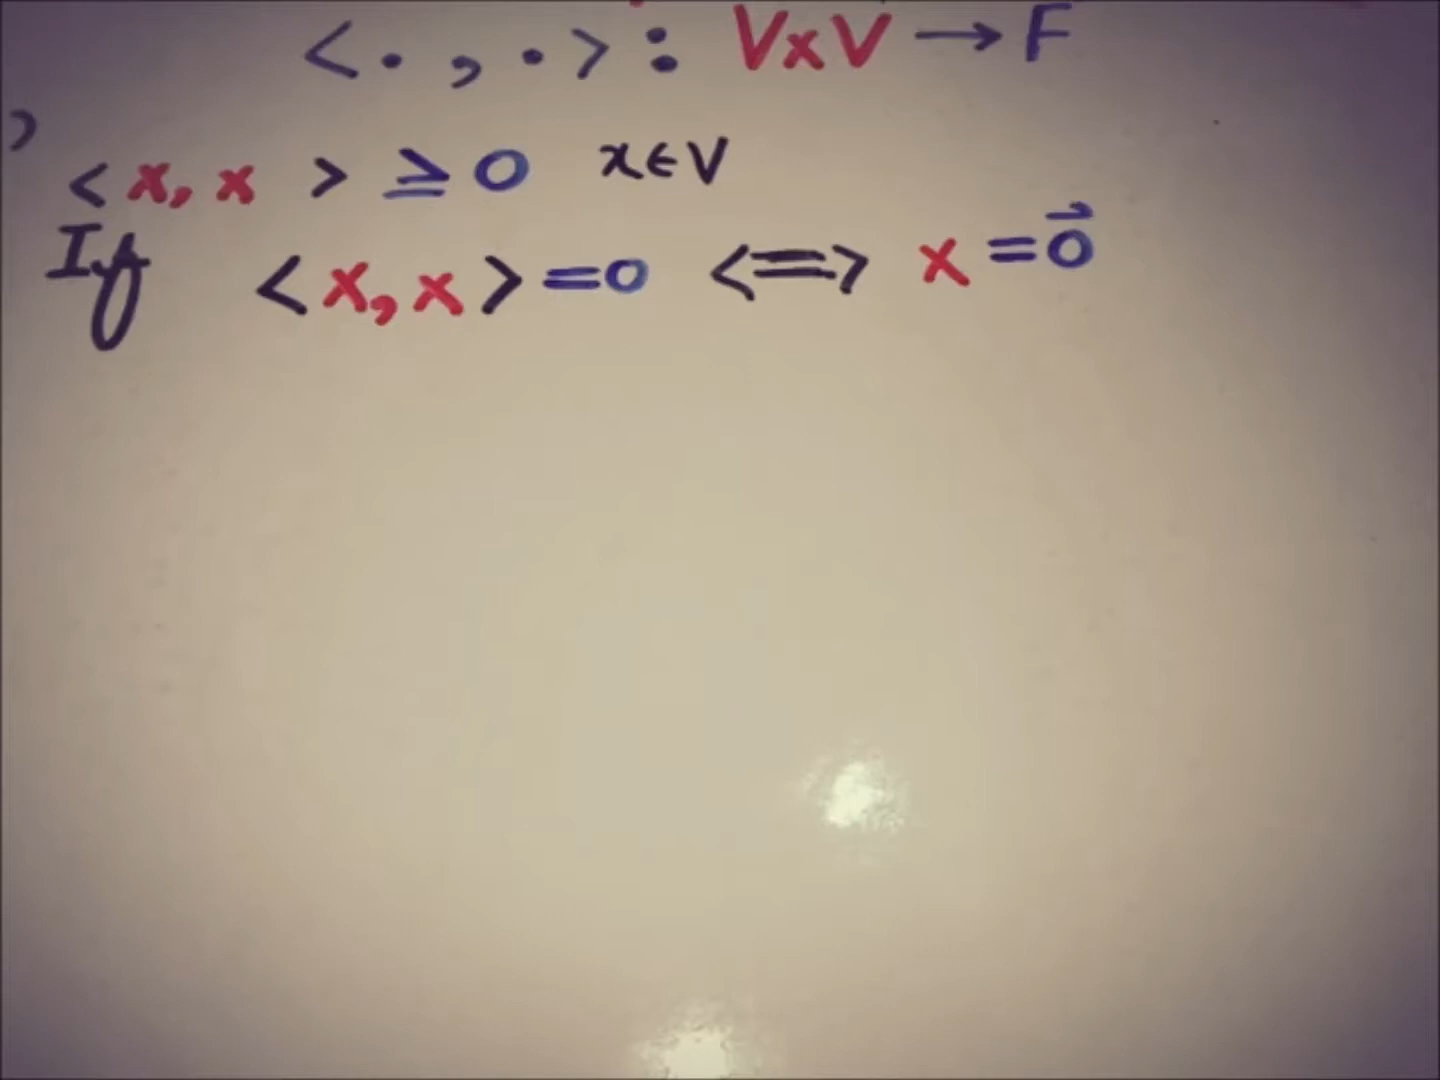 <· , ·> : V×V → F
)
<x, x> ≥ 0 x∈V
If <x, x> = 0 <=> x = 0⃗